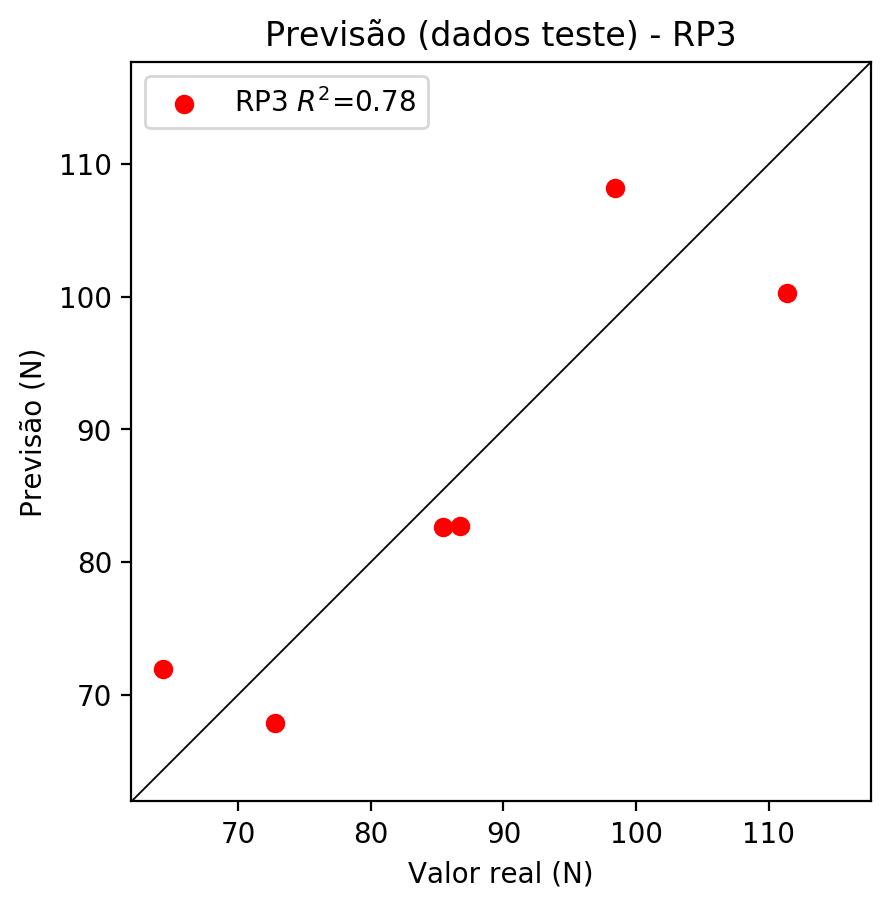 Previsão (dados teste) - RP3
RP3 R²=0.78
110
100
90
80
70
Previsão (N)
70 80 90 100 110
Valor real (N)